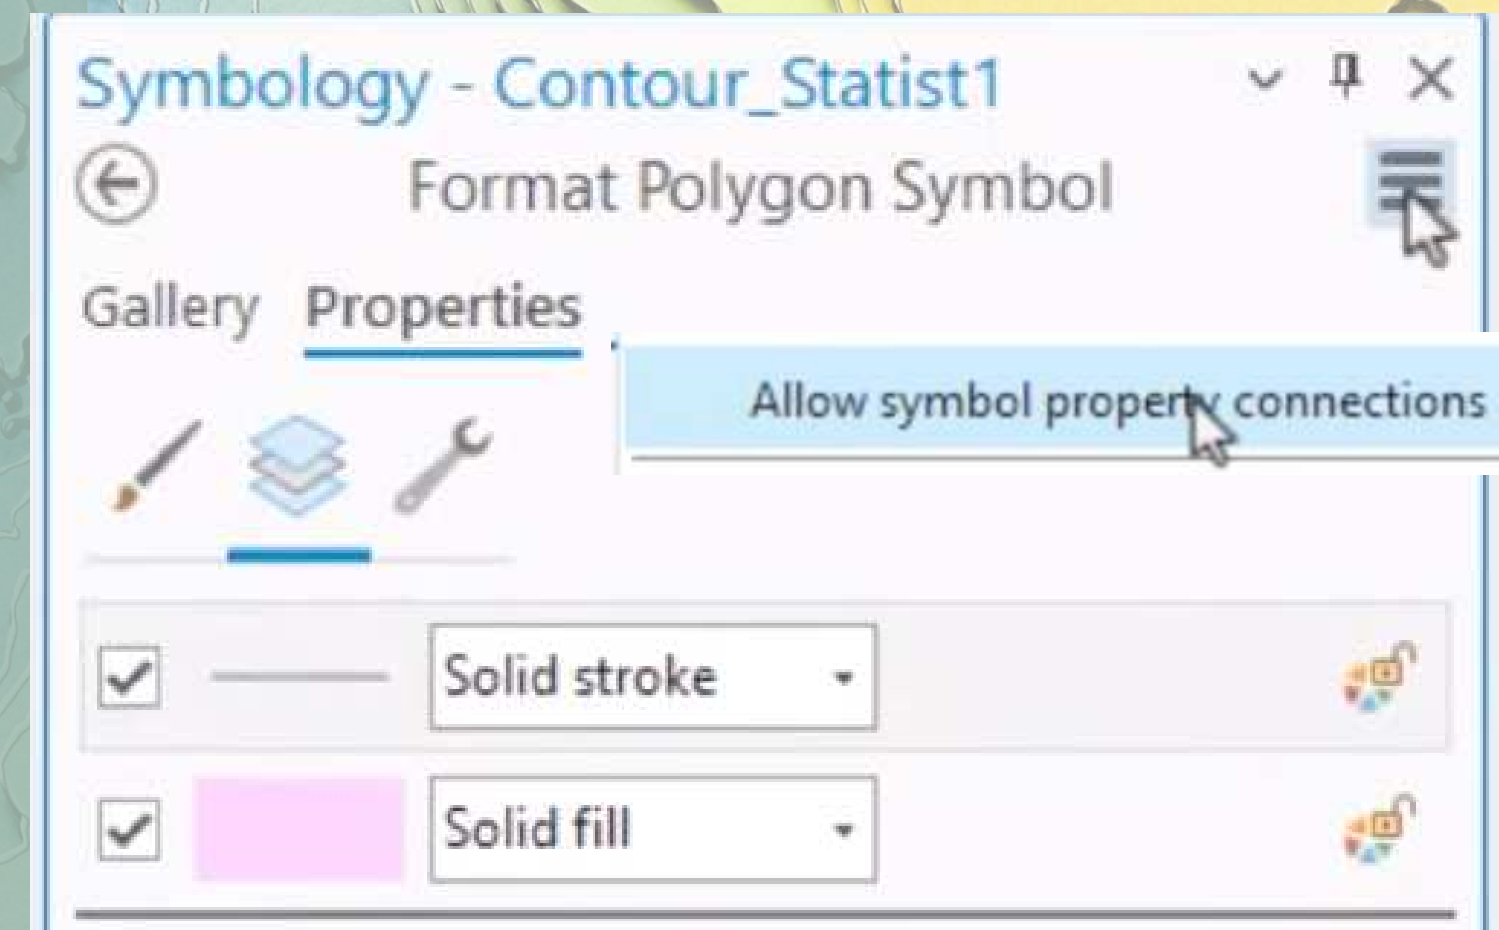 Symbology - Contour_Statist1
Format Polygon Symbol
Gallery Properties
Allow symbol property connections
Solid stroke
Solid fill